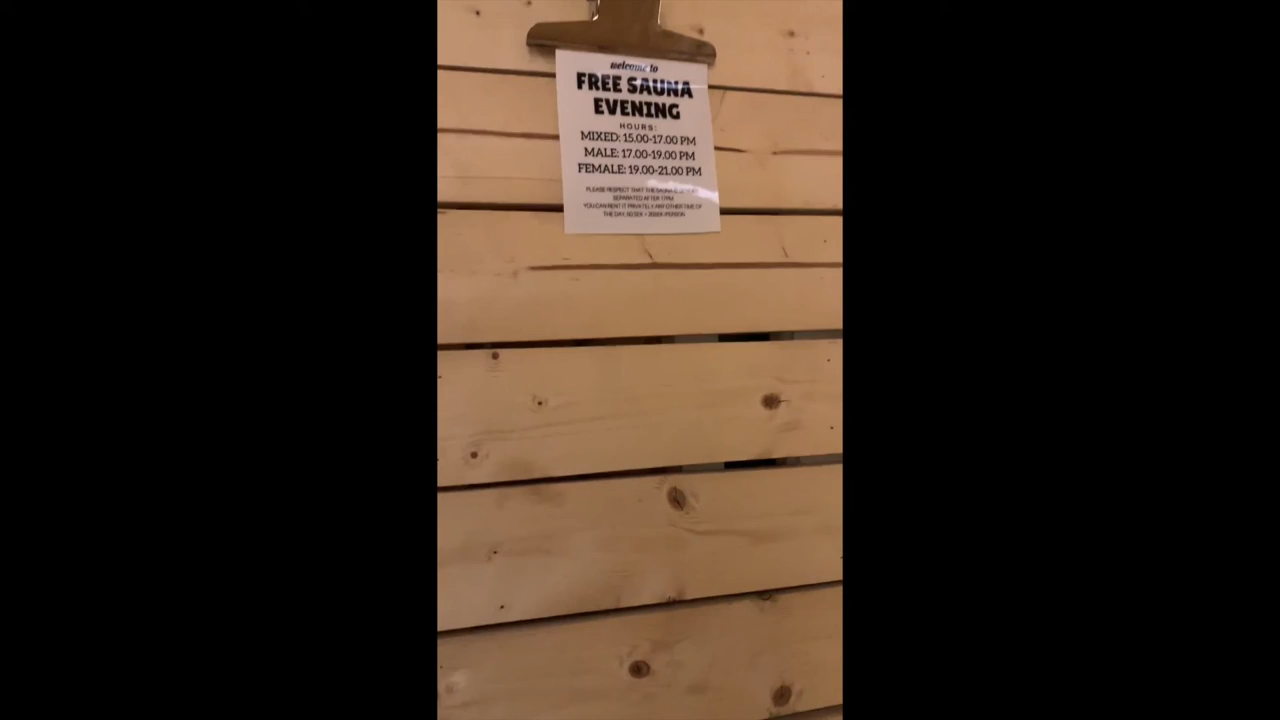 welcome to
FREE SAUNA
EVENING
HOURS:
MIXED: 15.00-17.00 PM
MALE: 17.00-19.00 PM
FEMALE: 19.00-21.00 PM
PLEASE RESPECT THAT THE SAUNA IS
SEPARATED AFTER 17PM
YOU CAN RENT IT PRIVATELY ANY OTHER TIME OF
THE DAY,